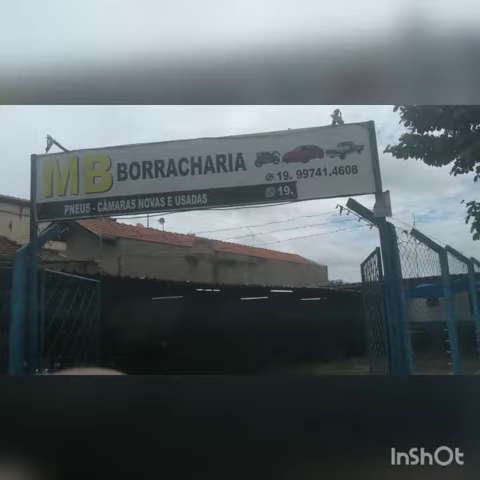 MB BORRACHARIA
19. 99741.4608
PNEUS - CÂMARAS NOVAS E USADAS
19.
InShOt